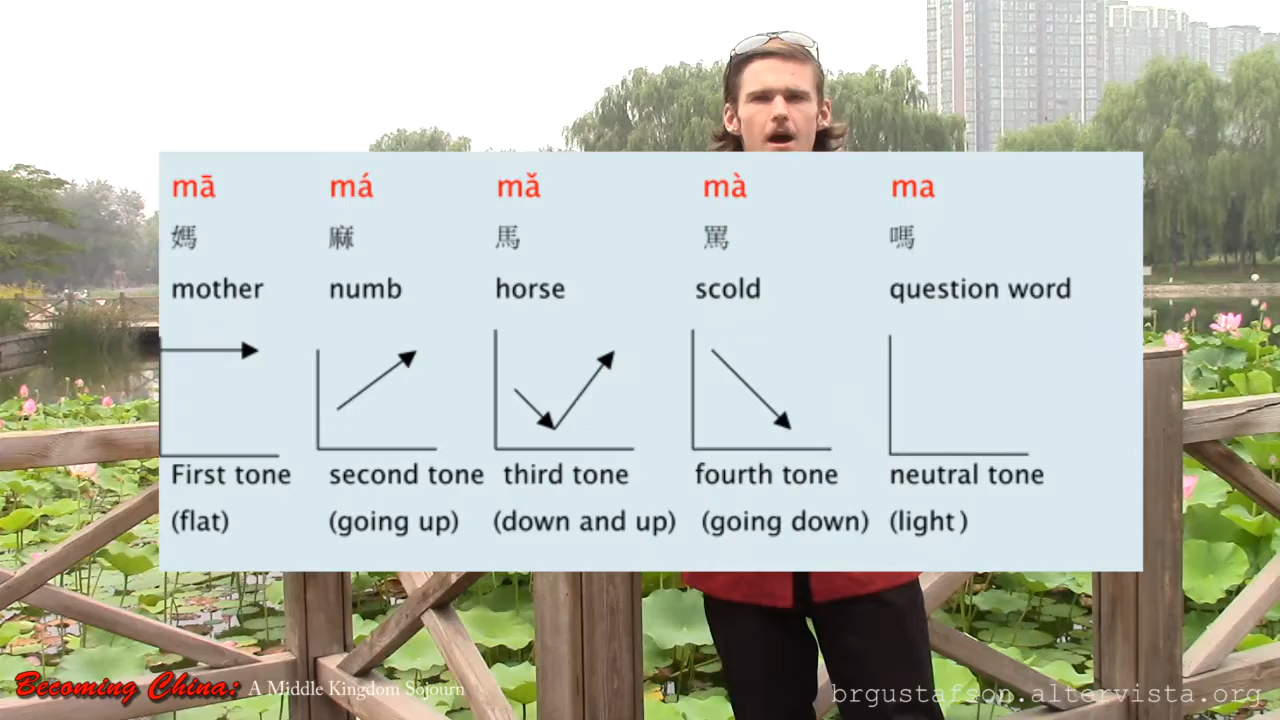 mā má mǎ mà ma
媽 麻 馬 罵 嗎
mother numb horse scold question word
First tone second tone third tone fourth tone neutral tone
(flat) (going up) (down and up) (going down) (light )
Becoming China: A Middle Kingdom Sojourn
brgustafson.altervista.org